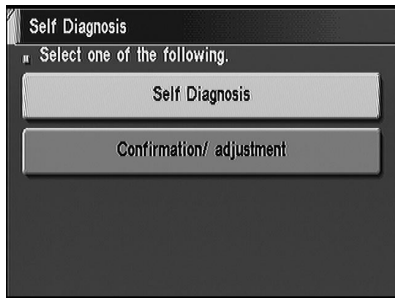 Self Diagnosis
Select one of the following.
Self Diagnosis
Confirmation/ adjustment